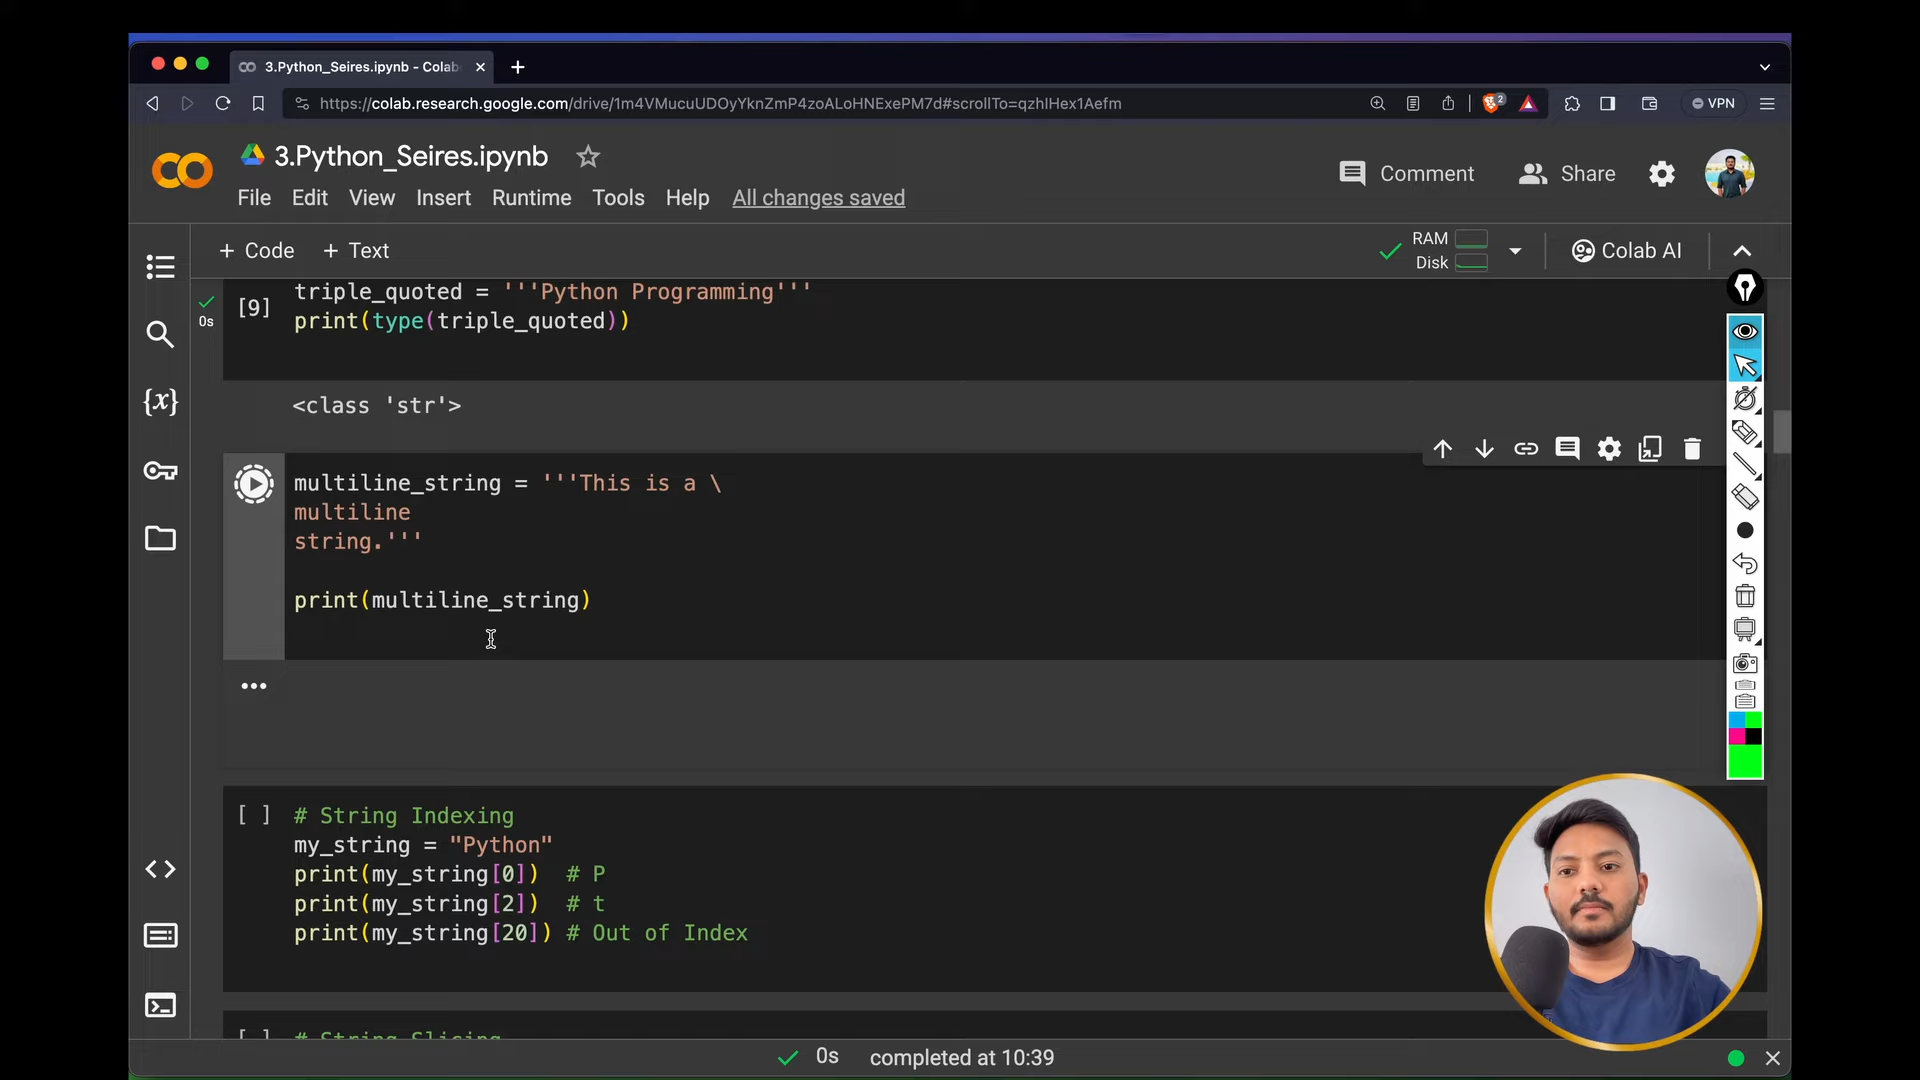 3.Python_Seires.ipynb - Colab
https://colab.research.google.com/drive/1m4VMucuUDOyYknZmP4zoALoHNExePM7d#scrollTo=qzhlHex1Aefm
2
VPN
3.Python_Seires.ipynb
Comment
Share
File Edit View Insert Runtime Tools Help All changes saved
+ Code + Text
RAM
Disk
Colab AI
[9]
0s
triple_quoted = '''Python Programming'''
print(type(triple_quoted))
<class 'str'>
multiline_string = '''This is a \
multiline
string.'''
print(multiline_string)
[ ]
# String Indexing
my_string = "Python"
print(my_string[0])  # P
print(my_string[2])  # t
print(my_string[20]) # Out of Index
[ ] # String Slicing
0s completed at 10:39